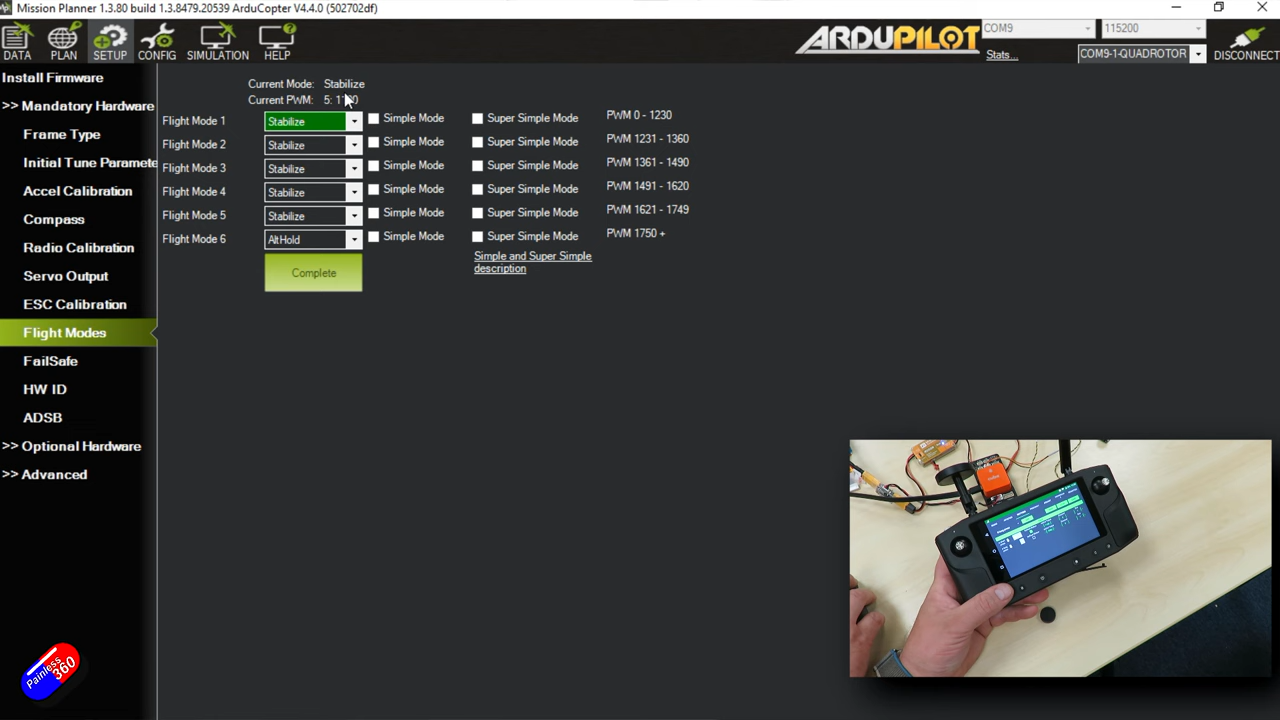 Mission Planner 1.3.80 build 1.3.8479.20539 ArduCopter V4.4.0 (502702df)
DATA PLAN SETUP CONFIG SIMULATION HELP
ARDUPILOT
COM9 115200
Stats... COM9-1-QUADROTOR DISCONNECT
Install Firmware
>> Mandatory Hardware
Frame Type
Initial Tune Paramete
Accel Calibration
Compass
Radio Calibration
Servo Output
ESC Calibration
Flight Modes
FailSafe
HW ID
ADSB
>> Optional Hardware
>> Advanced
Current Mode: Stabilize
Current PWM: 5:
Flight Mode 1 Stabilize Simple Mode Super Simple Mode PWM 0 - 1230
Flight Mode 2 Stabilize Simple Mode Super Simple Mode PWM 1231 - 1360
Flight Mode 3 Stabilize Simple Mode Super Simple Mode PWM 1361 - 1490
Flight Mode 4 Stabilize Simple Mode Super Simple Mode PWM 1491 - 1620
Flight Mode 5 Stabilize Simple Mode Super Simple Mode PWM 1621 - 1749
Flight Mode 6 AltHold Simple Mode Super Simple Mode PWM 1750 +
Complete
Simple and Super Simple
description
Painless
360